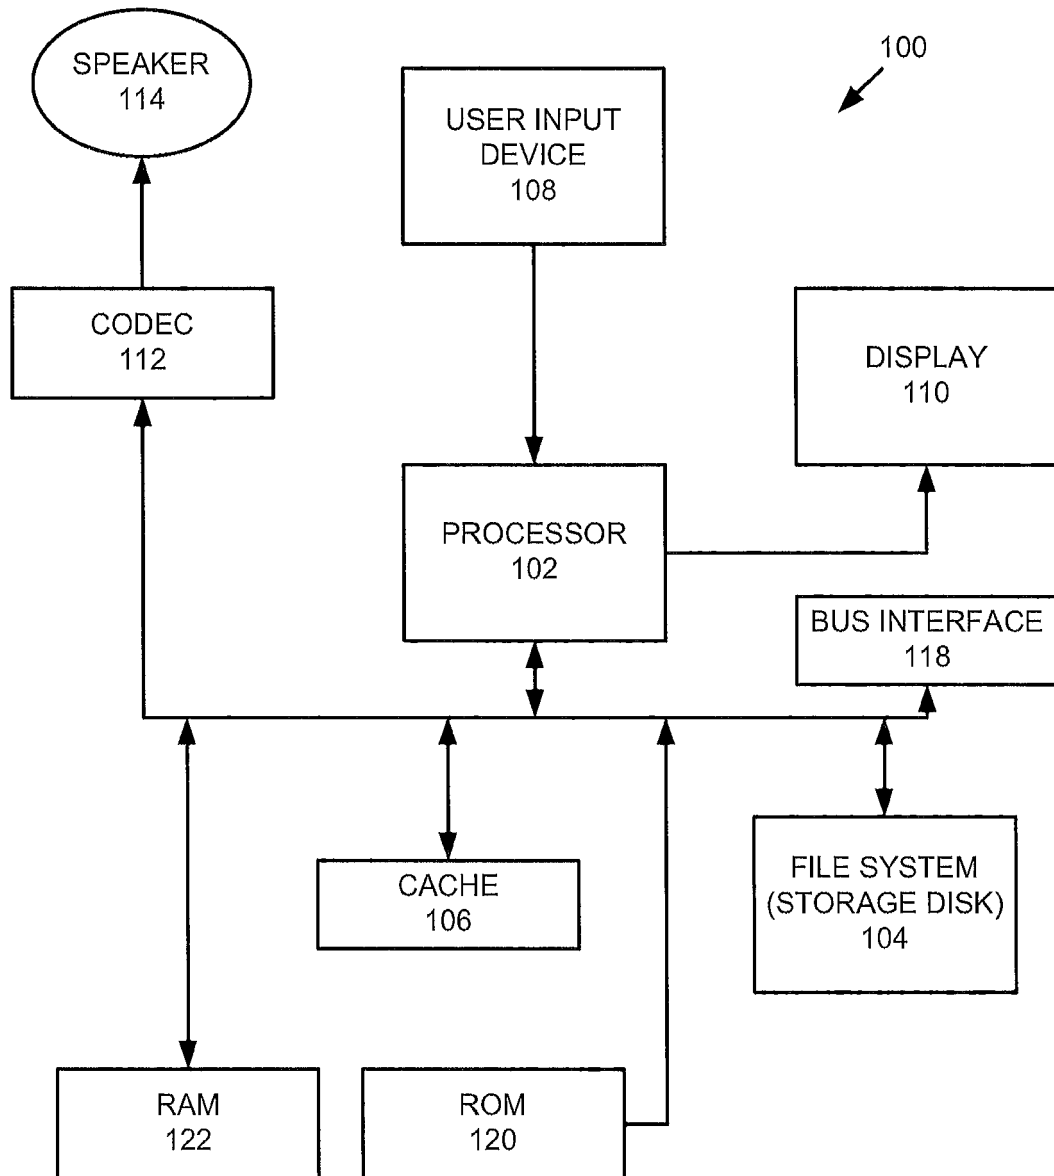 SPEAKER
114
100
USER INPUT
DEVICE
108
CODEC
112
DISPLAY
110
PROCESSOR
102
BUS INTERFACE
118
CACHE
106
FILE SYSTEM
(STORAGE DISK)
104
RAM
122
ROM
120